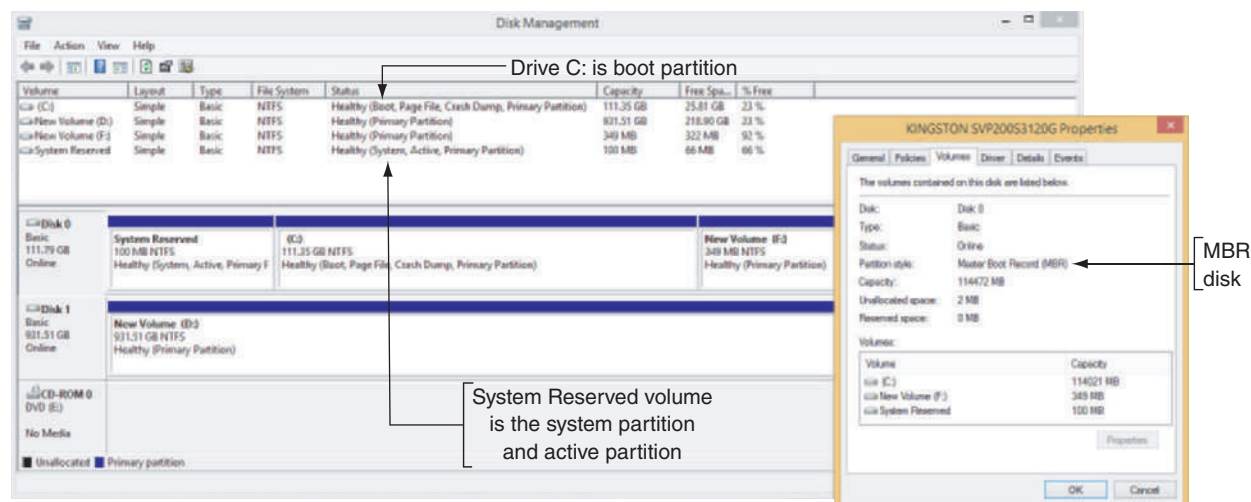 Disk Management
File Action View Help
Drive C: is boot partition
Volume Layout Type File System Status Capacity Free Spa... % Free
(C:) Simple Basic NTFS Healthy (Boot, Page File, Crash Dump, Primary Partition) 111.35 GB 25.81 GB 23 %
New Volume (D:) Simple Basic NTFS Healthy (Primary Partition) 931.51 GB 218.90 GB 23 %
New Volume (F:) Simple Basic NTFS Healthy (Primary Partition) 349 MB 322 MB 92 %
System Reserved Simple Basic NTFS Healthy (System, Active, Primary Partition) 100 MB 66 MB 66 %
Disk 0
Basic
111.79 GB
Online
System Reserved
100 MB NTFS
Healthy (System, Active, Primary P
(C:)
111.35 GB NTFS
Healthy (Boot, Page File, Crash Dump, Primary Partition)
New Volume (F:)
349 MB NTFS
Healthy (Primary Partition)
Disk 1
Basic
931.51 GB
Online
New Volume (D:)
931.51 GB NTFS
Healthy (Primary Partition)
CD-ROM 0
DVD (E:)
No Media
System Reserved volume
is the system partition
and active partition
Unallocated Primary partition
KINGSTON SVP200S3120G Properties
General Policies Volumes Driver Details Events
The volumes contained on this disk are listed below.
Disk: Disk 0
Type: Basic
Status: Online
Partition style: Master Boot Record (MBR)
Capacity: 114472 MB
Unallocated space: 2 MB
Reserved space: 0 MB
Volumes:
Volume Capacity
(C:) 114021 MB
New Volume (F:) 349 MB
System Reserved 100 MB
Properties
OK Cancel
MBR
disk